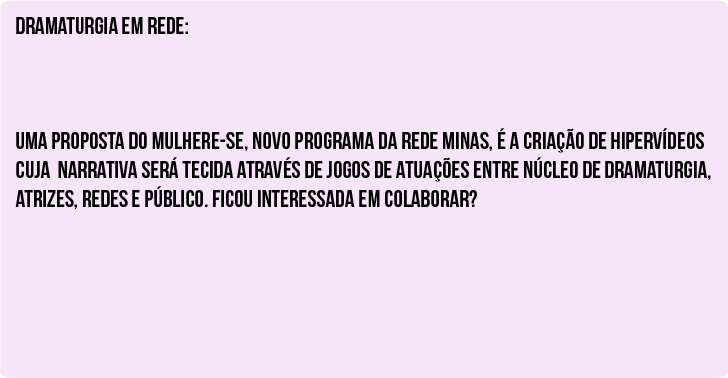 DRAMATURGIA EM REDE:
UMA PROPOSTA DO MULHERE-SE, NOVO PROGRAMA DA REDE MINAS, É A CRIAÇÃO DE HIPERVÍDEOS
CUJA NARRATIVA SERÁ TECIDA ATRAVÉS DE JOGOS DE ATUAÇÕES ENTRE NÚCLEO DE DRAMATURGIA,
ATRIZES, REDES E PÚBLICO. FICOU INTERESSADA EM COLABORAR?